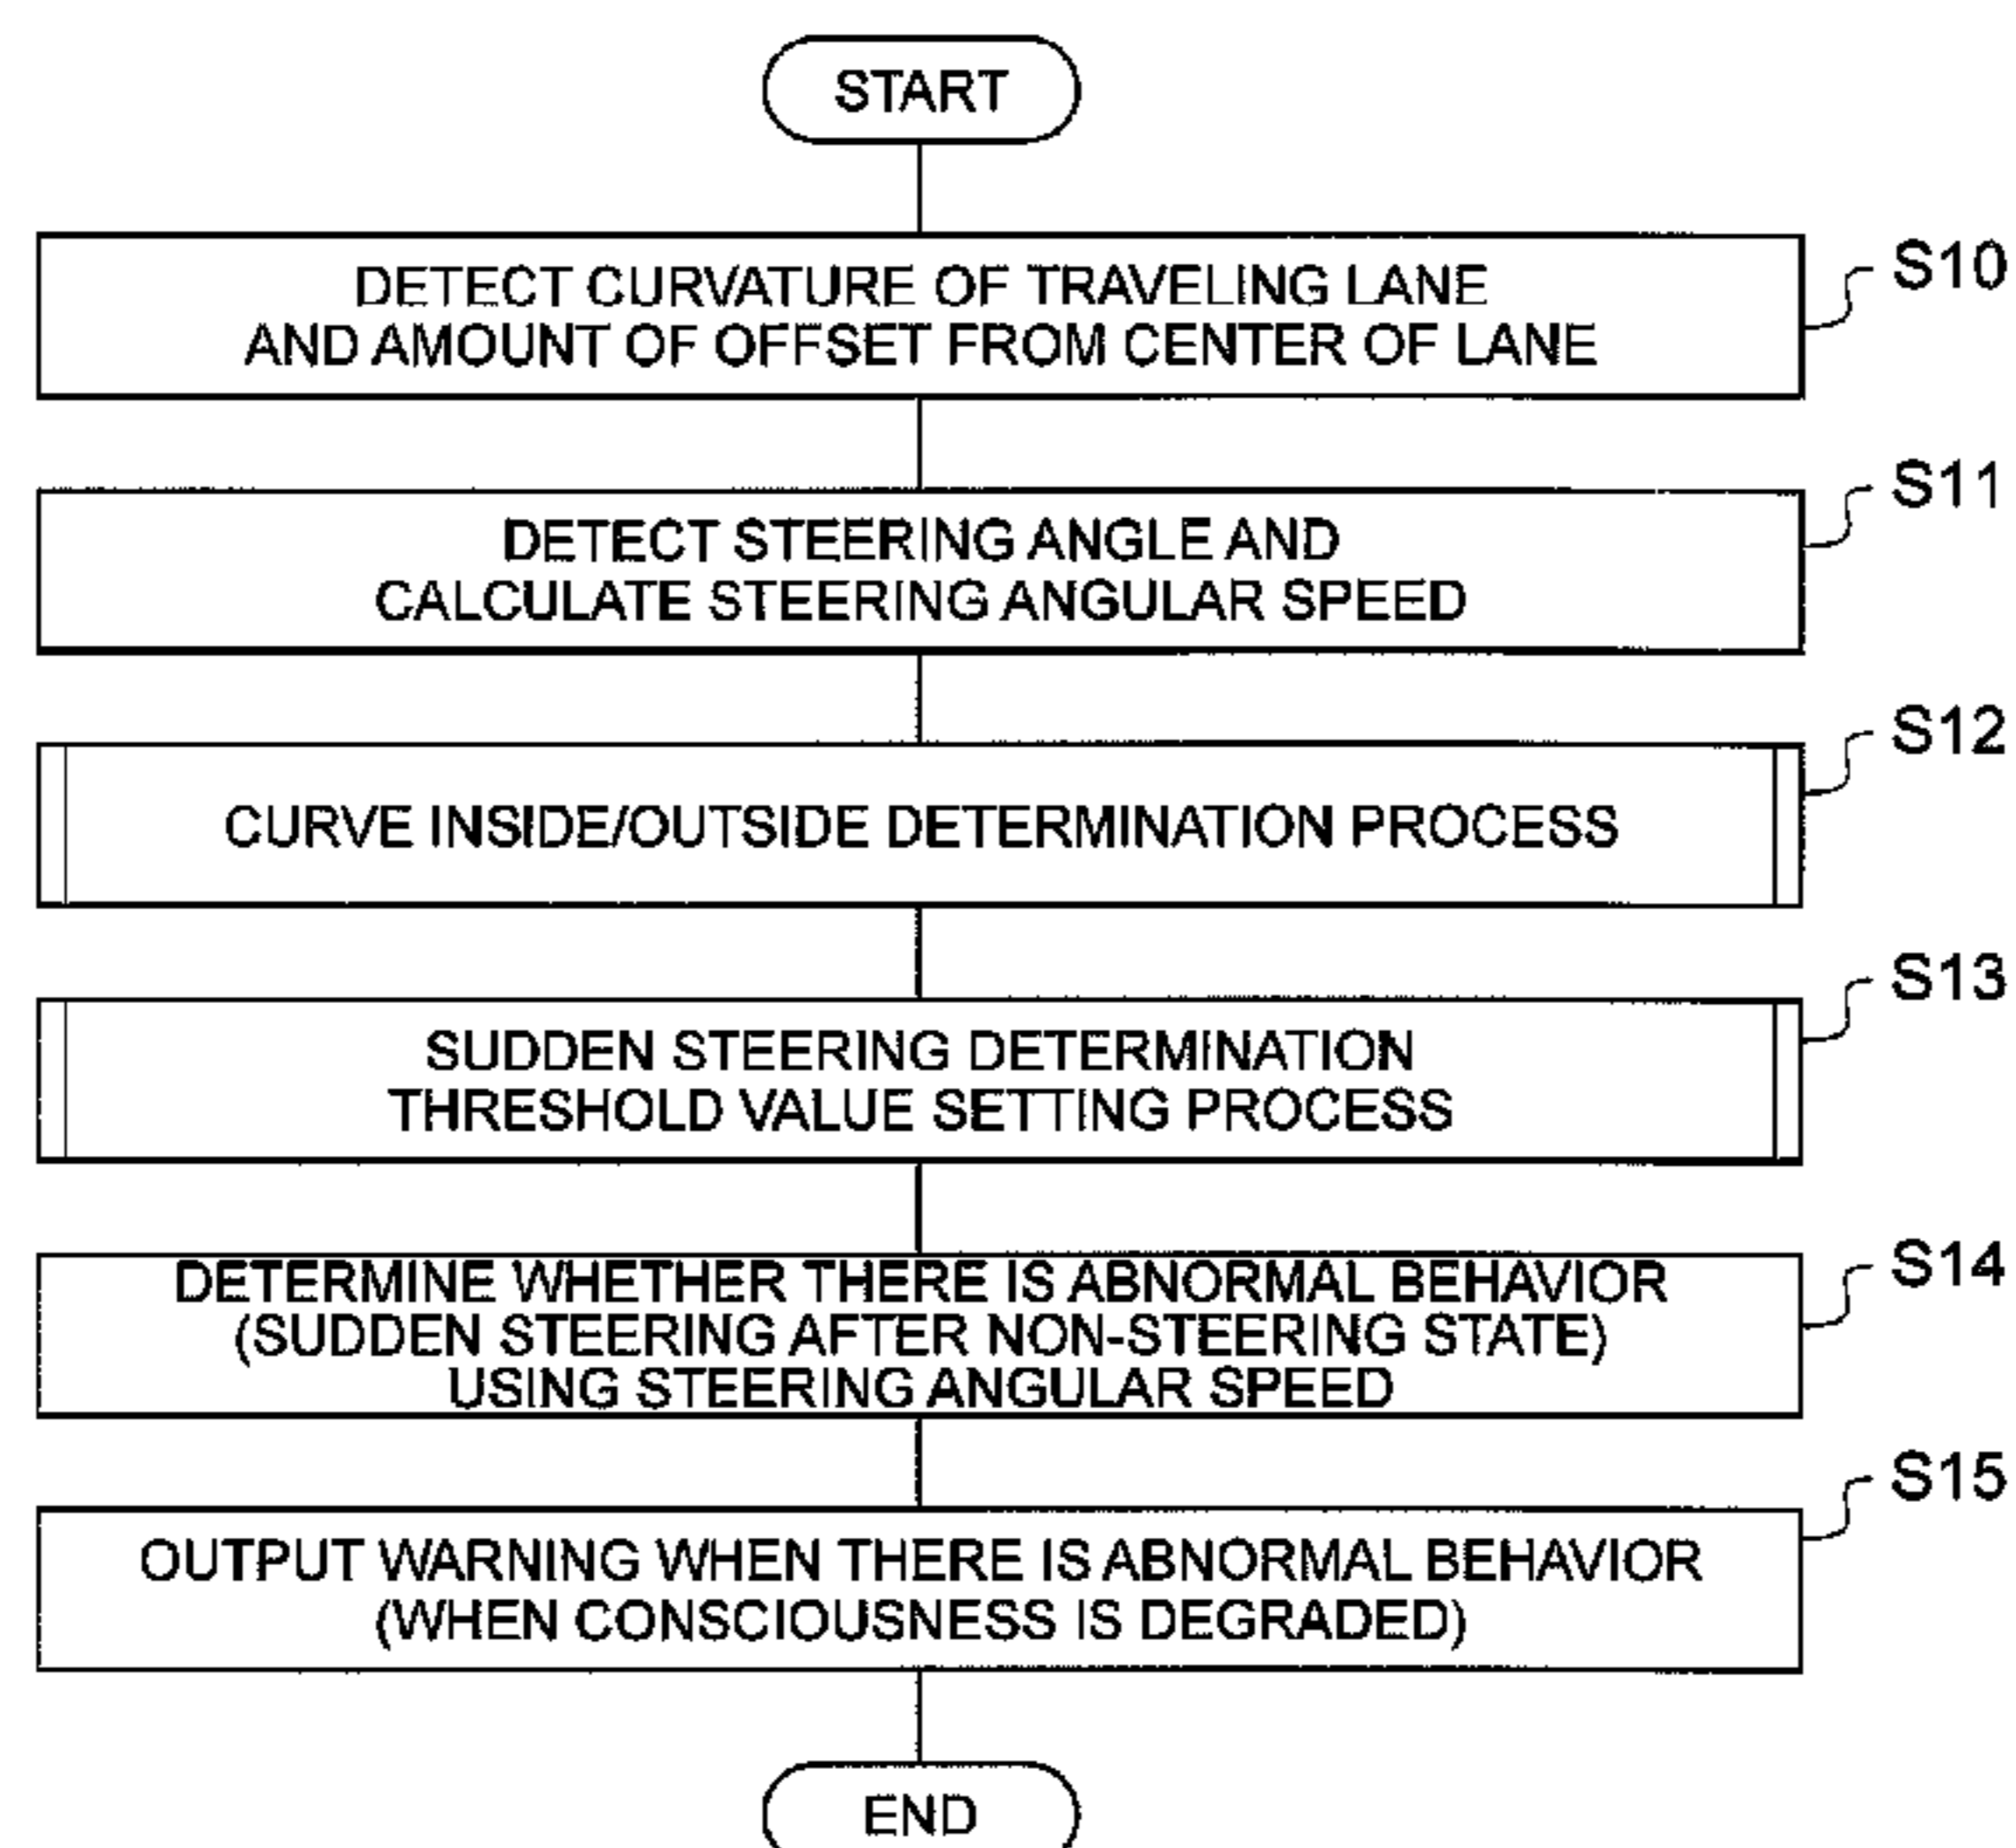 START
DETECT CURVATURE OF TRAVELING LANE
AND AMOUNT OF OFFSET FROM CENTER OF LANE
S10
DETECT STEERING ANGLE AND
CALCULATE STEERING ANGULAR SPEED
S11
CURVE INSIDE/OUTSIDE DETERMINATION PROCESS
S12
SUDDEN STEERING DETERMINATION
THRESHOLD VALUE SETTING PROCESS
S13
DETERMINE WHETHER THERE IS ABNORMAL BEHAVIOR
(SUDDEN STEERING AFTER NON-STEERING STATE)
USING STEERING ANGULAR SPEED
S14
OUTPUT WARNING WHEN THERE IS ABNORMAL BEHAVIOR
(WHEN CONSCIOUSNESS IS DEGRADED)
S15
END